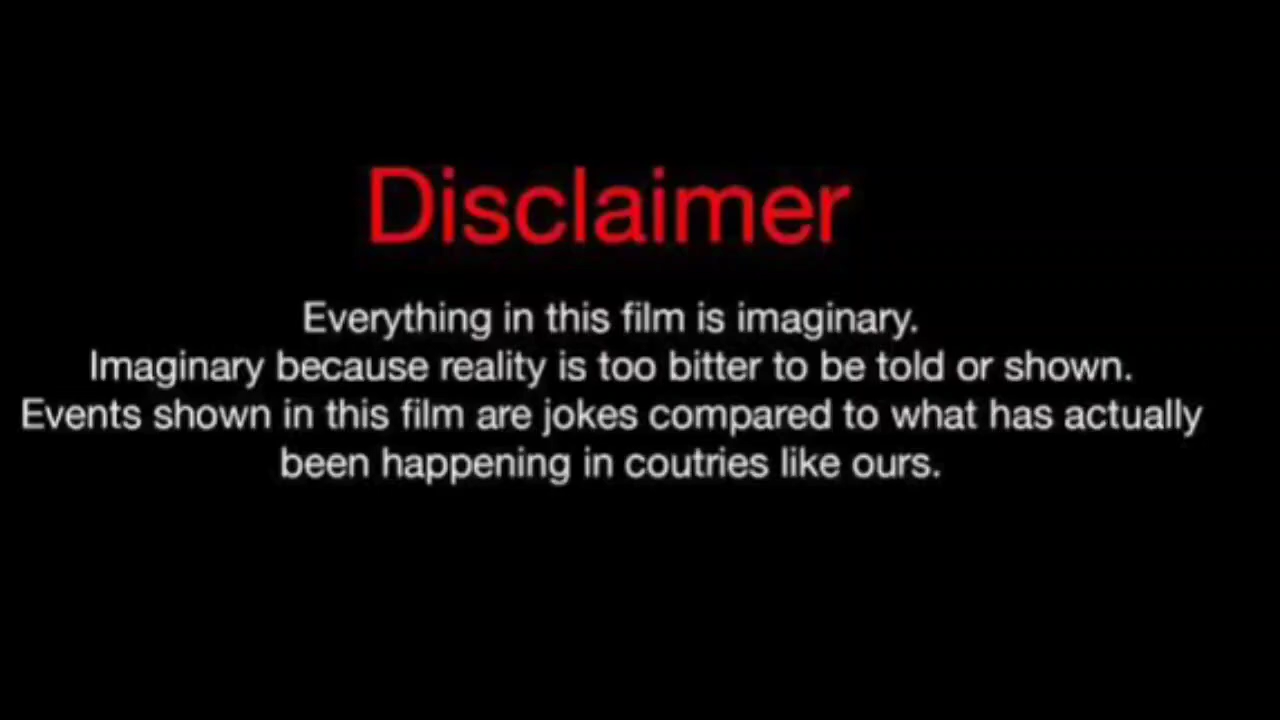 Disclaimer
Everything in this film is imaginary.
Imaginary because reality is too bitter to be told or shown.
Events shown in this film are jokes compared to what has actually
been happening in coutries like ours.